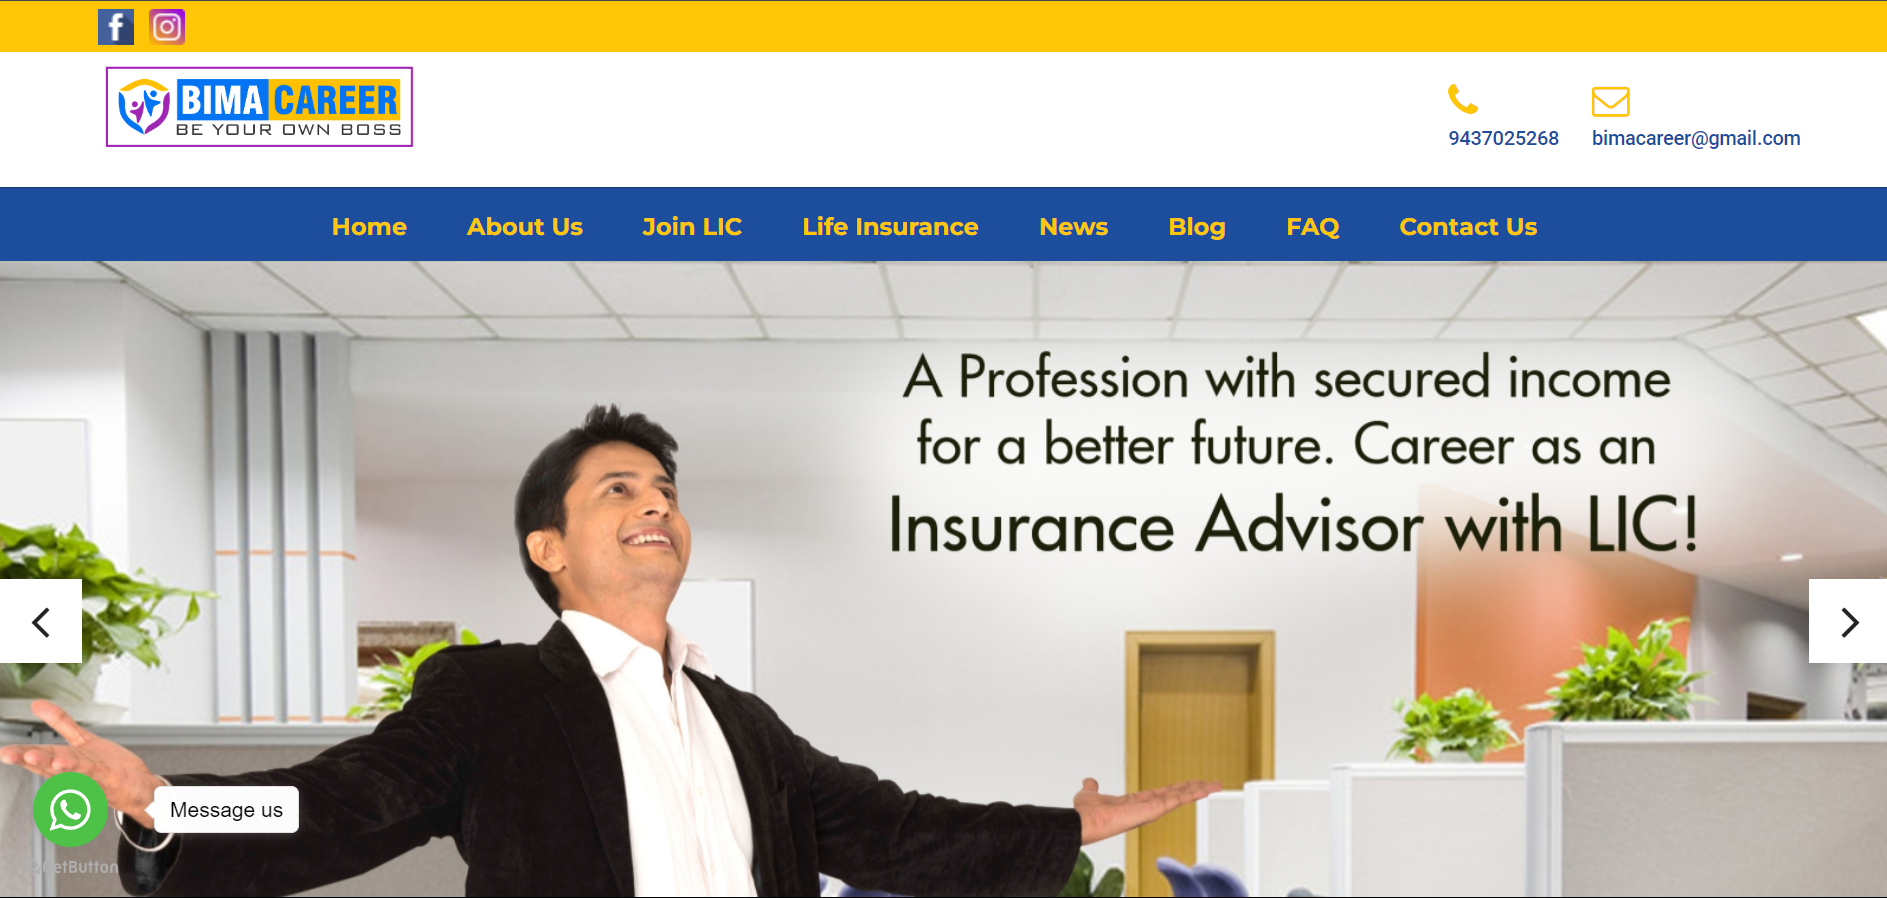 BIMA CAREER
BE YOUR OWN BOSS
9437025268
bimacareer@gmail.com
Home
About Us
Join LIC
Life Insurance
News
Blog
FAQ
Contact Us
A Profession with secured income
for a better future. Career as an
Insurance Advisor with LIC!
Message us
GetButton